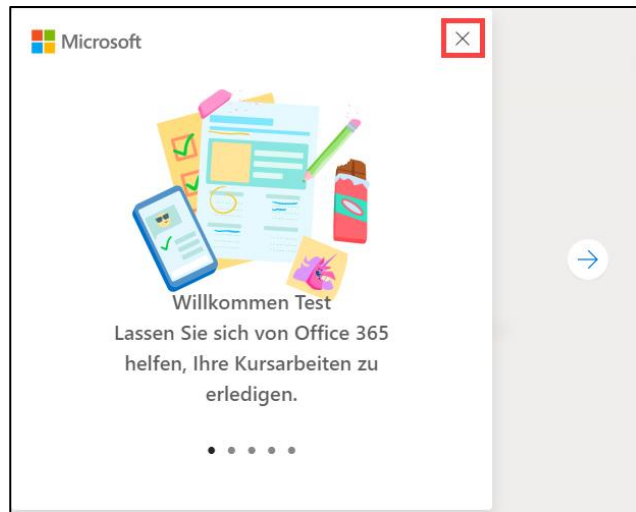 Microsoft
Willkommen Test
Lassen Sie sich von Office 365
helfen, Ihre Kursarbeiten zu
erledigen.